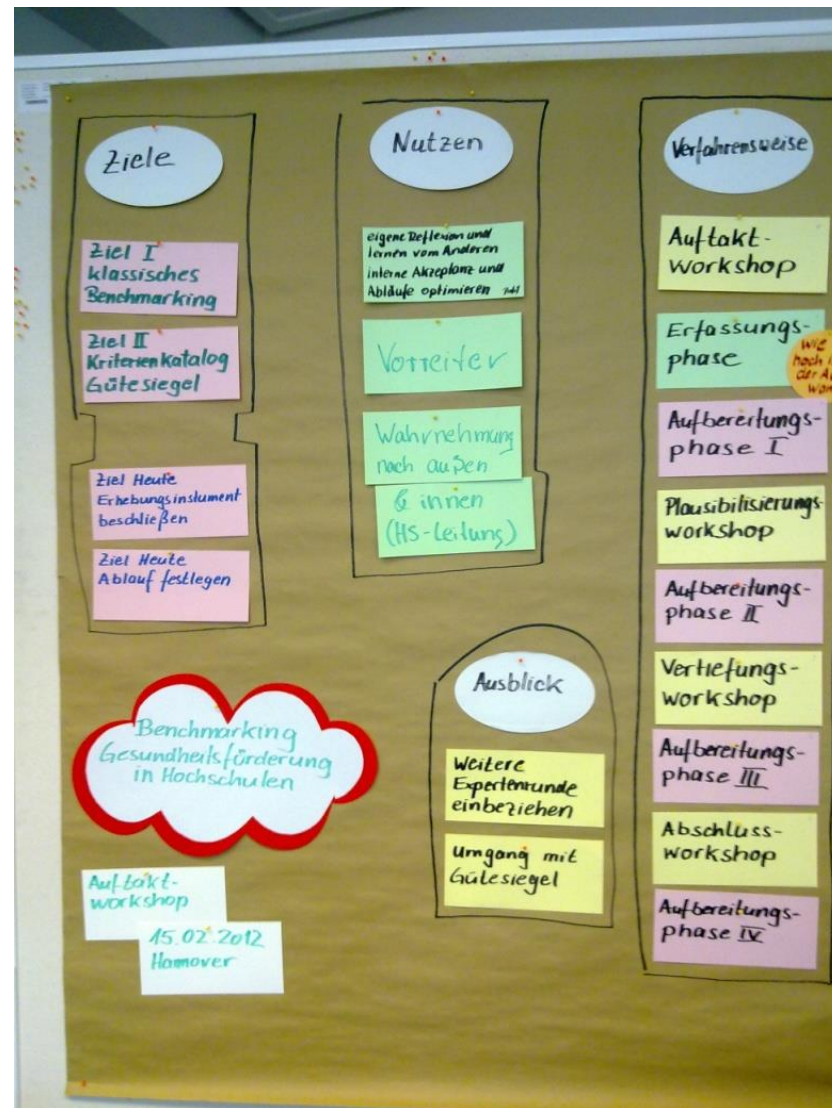 Ziele
Ziel I
klassisches
Benchmarking
Ziel II
Kriterienkatalog
Gütesiegel
Ziel Heute
Erhebungsinstument
beschließen
Ziel Heute
Ablauf festlegen
Benchmarking
Gesundheitsförderung
in Hochschulen
Auftakt-
workshop
15.02.2012
Hannover
Nutzen
eigene Reflexion und
lernen vom Anderen
interne Akzeptanz und
Abläufe optimieren
Vorreiter
Wahrnehmung
nach außen
& innen
(HS-Leitung)
Ausblick
Weitere
Expertenrunde
einbeziehen
Umgang mit
Gütesiegel
Verfahrensweise
Auftakt-
workshop
Erfassungs-
phase
Wie
hoch
der
Aufbereitungs-
phase I
Plausibilisierungs-
workshop
Aufbereitungs-
phase II
Vertiefungs-
workshop
Aufbereitungs-
phase III
Abschluss-
workshop
Aufbereitungs-
phase IV